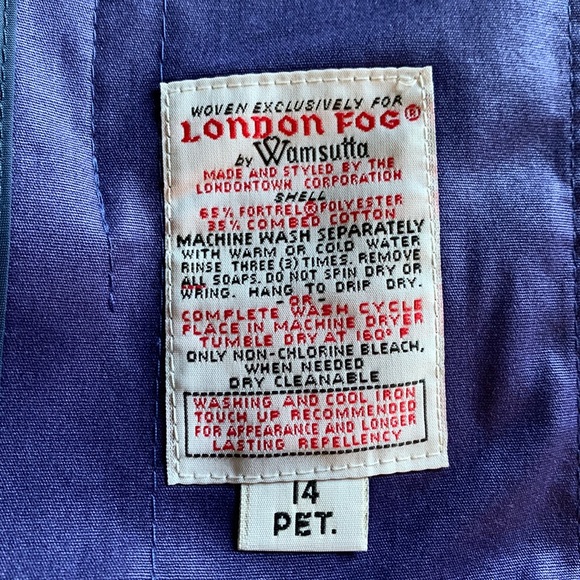 WOVEN EXCLUSIVELY FOR
LONDON FOG®
by Wamsutta
MADE AND STYLED BY THE
LONDONTOWN CORPORATION
SHELL
65% FORTREL® POLYESTER
35% COMBED COTTON
MACHINE WASH SEPARATELY
WITH WARM OR COLD WATER
RINSE THREE (3) TIMES. REMOVE
ALL SOAPS. DO NOT SPIN DRY OR
WRING. HANG TO DRIP DRY.
-OR-
COMPLETE WASH CYCLE
PLACE IN MACHINE DRYER
TUMBLE DRY AT 160° F
ONLY NON-CHLORINE BLEACH,
WHEN NEEDED
DRY CLEANABLE
WASHING AND COOL IRON
TOUCH UP RECOMMENDED
FOR APPEARANCE AND LONGER
LASTING REPELLENCY
14
PET.